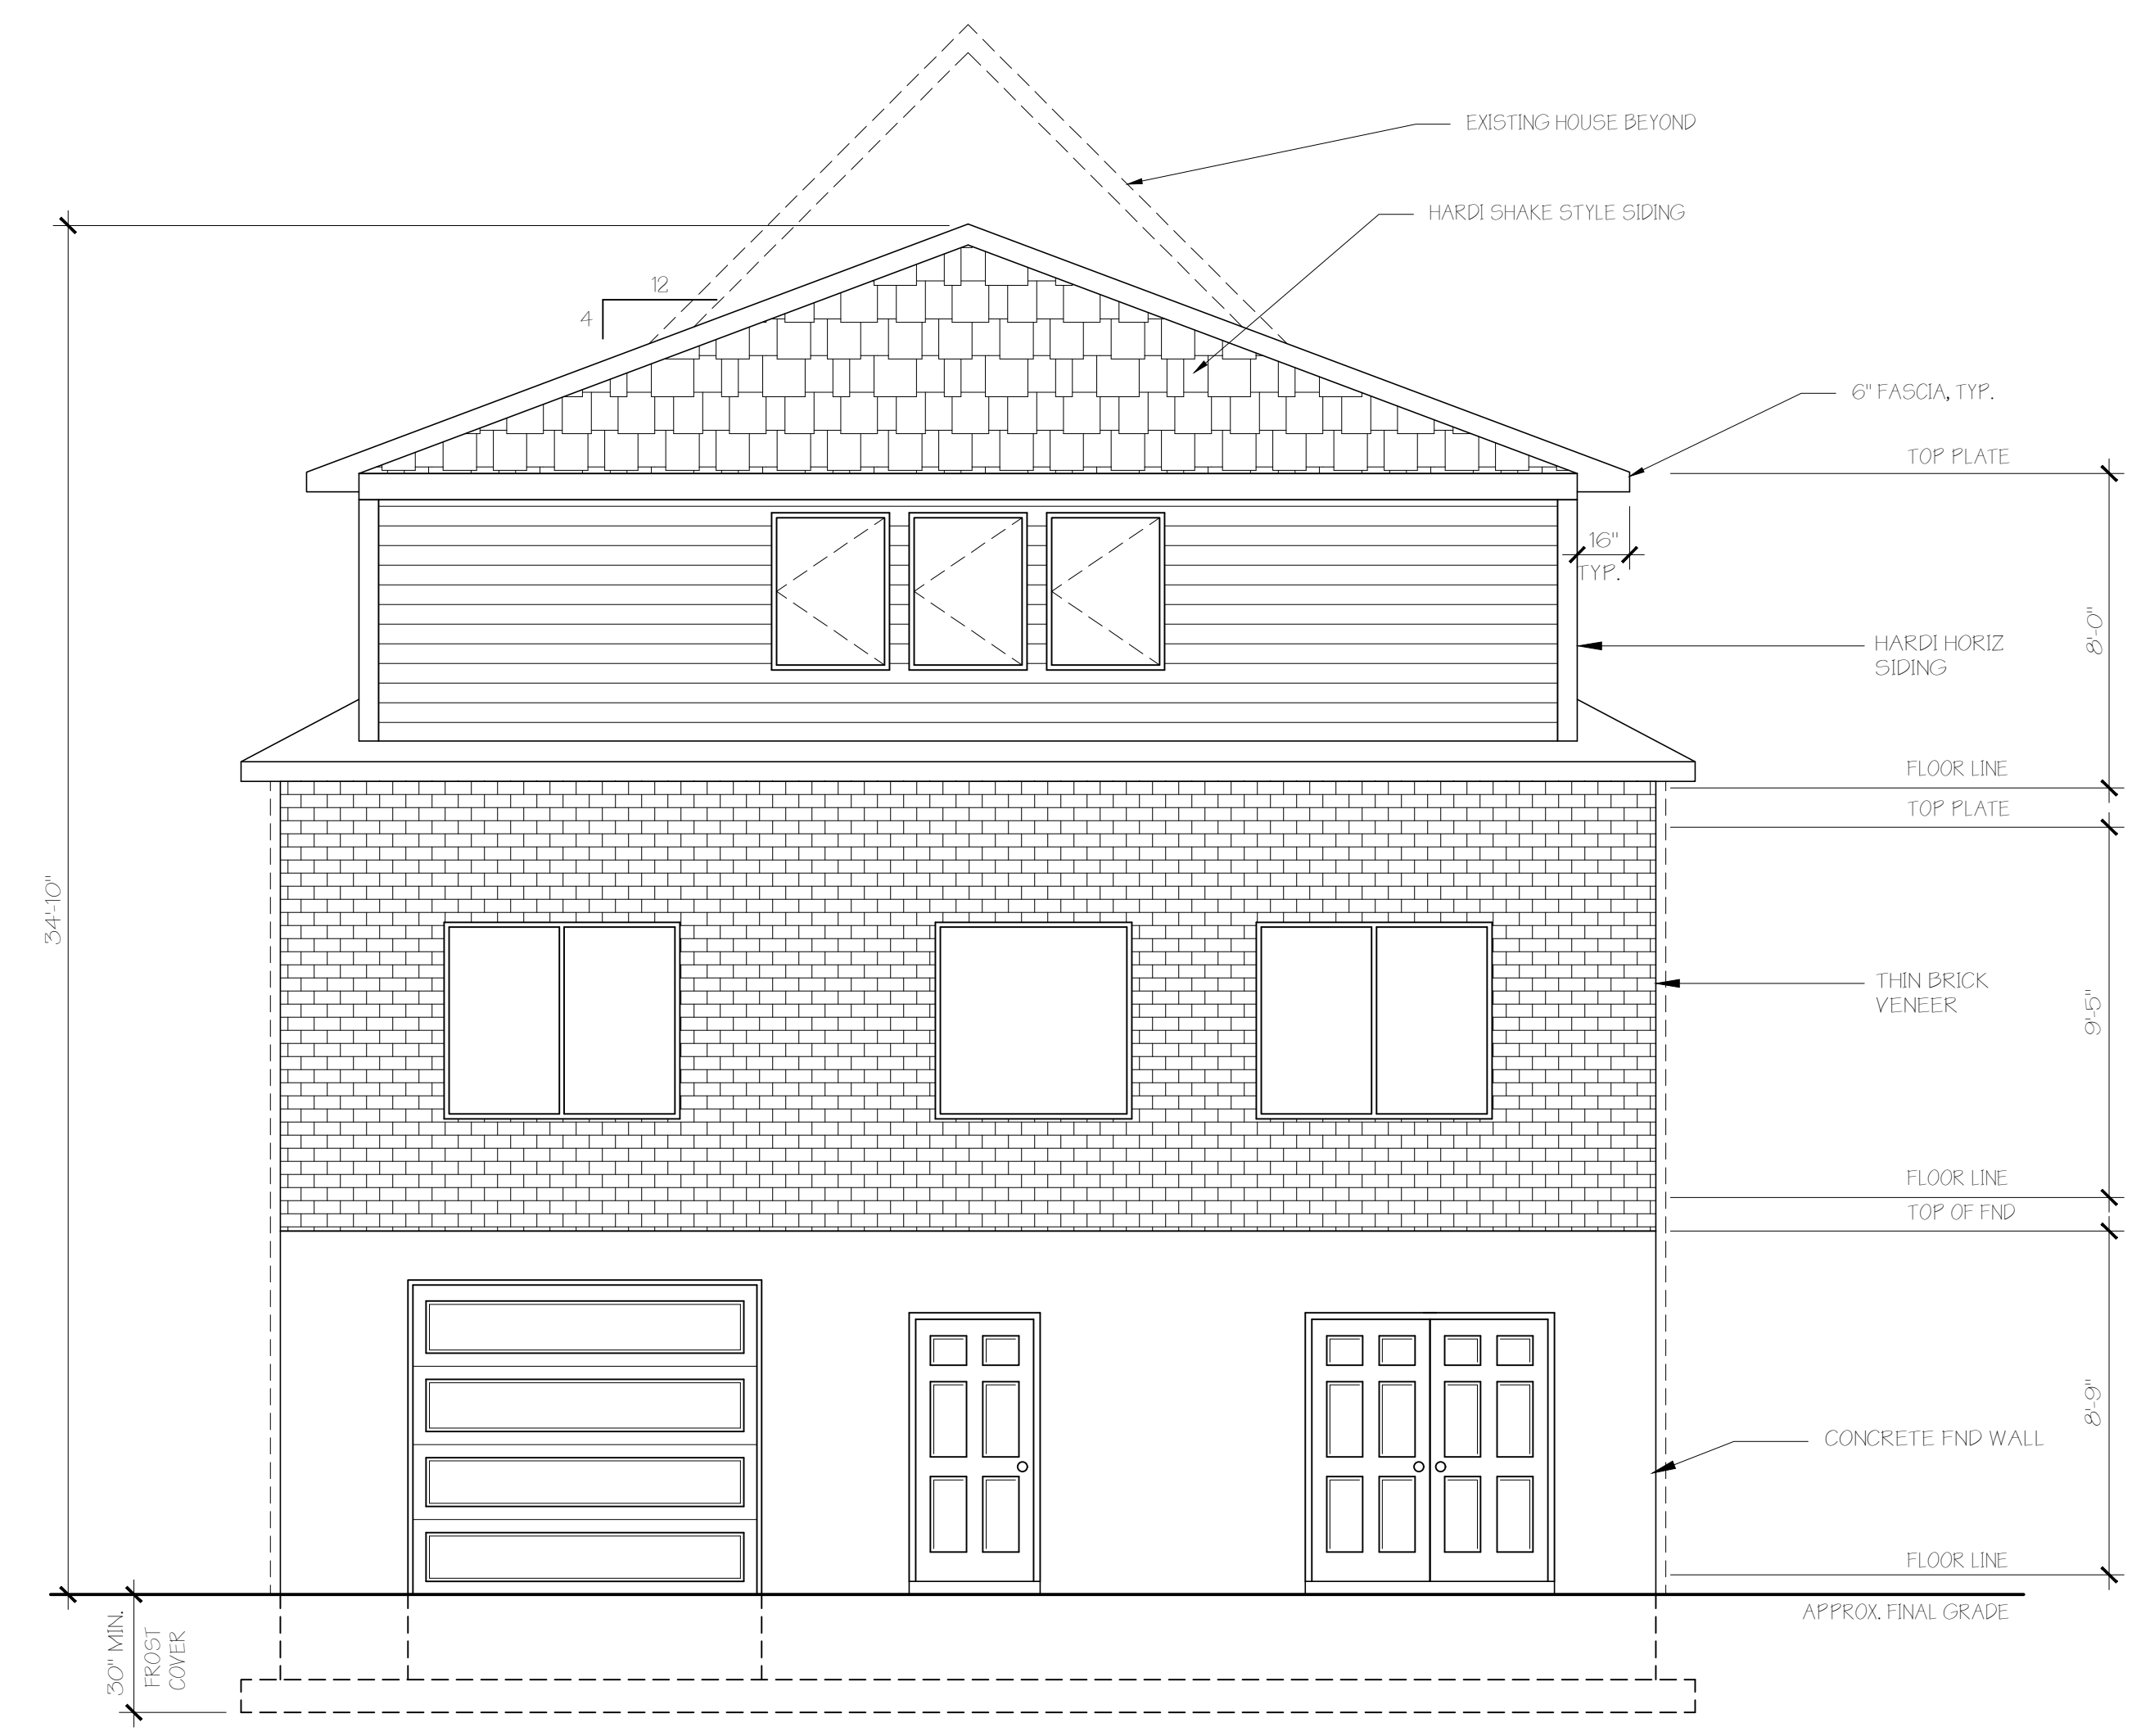 EXISTING HOUSE BEYOND
HARDI SHAKE STYLE SIDING
12
4
6" FASCIA, TYP.
TOP PLATE
16"
TYP.
8'-0"
HARDI HORIZ
SIDING
FLOOR LINE
TOP PLATE
34'-10"
THIN BRICK
VENEER
9'-5"
FLOOR LINE
TOP OF FND
8'-9"
CONCRETE FND WALL
FLOOR LINE
APPROX. FINAL GRADE
30" MIN.
FROST
COVER